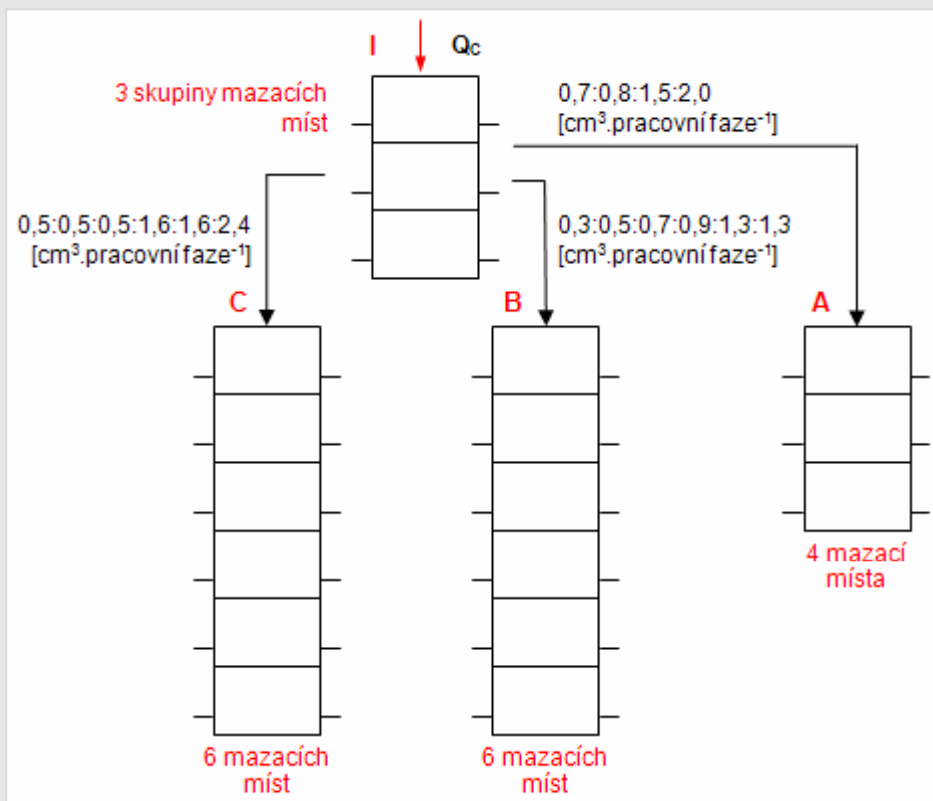 I
Qc
3 skupiny mazacích
míst
0,7:0,8:1,5:2,0
[cm³.pracovní faze⁻¹]
0,5:0,5:0,5:1,6:1,6:2,4
[cm³.pracovní faze⁻¹]
0,3:0,5:0,7:0,9:1,3:1,3
[cm³.pracovní faze⁻¹]
C
B
A
4 mazací
místa
6 mazacích
míst
6 mazacích
míst